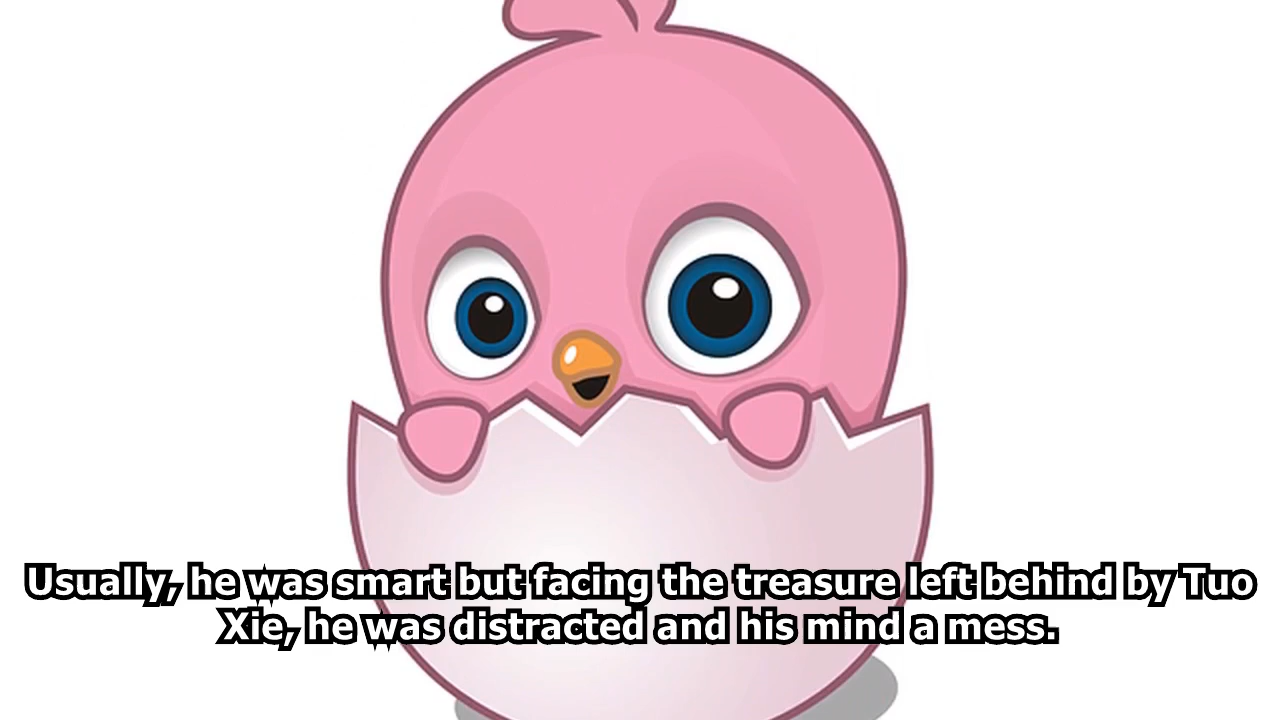 Usually, he was smart but facing the treasure left behind by Tuo
Xie, he was distracted and his mind a mess.